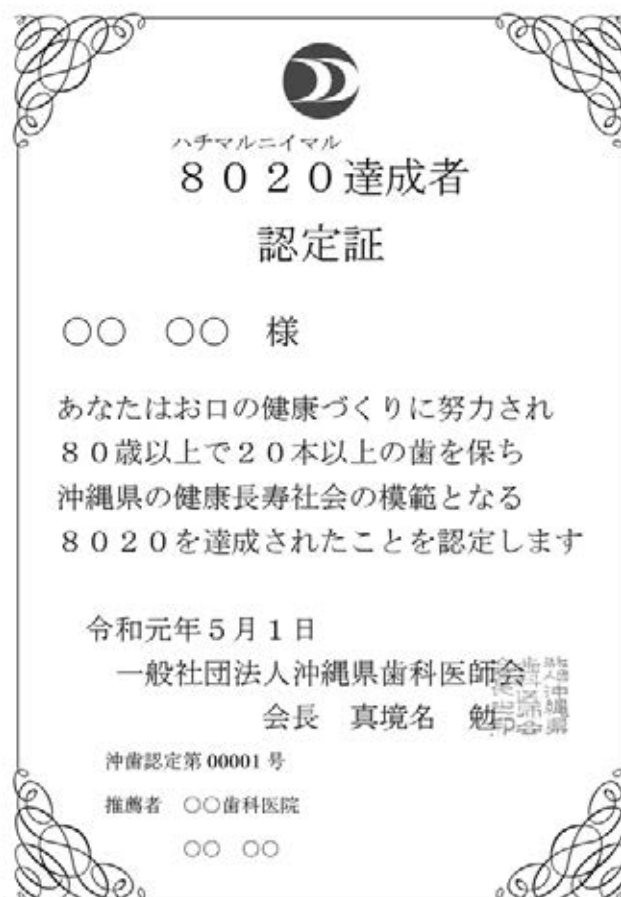 ハチマルニイマル
８０２０達成者
認定証
○○　○○　様
あなたはお口の健康づくりに努力され
８０歳以上で２０本以上の歯を保ち
沖縄県の健康長寿社会の模範となる
８０２０を達成されたことを認定します
令和元年５月１日
一般社団法人沖縄県歯科医師会
会長　真境名　勉
沖歯認定第 00001 号
推薦者　○○歯科医院
○○　○○